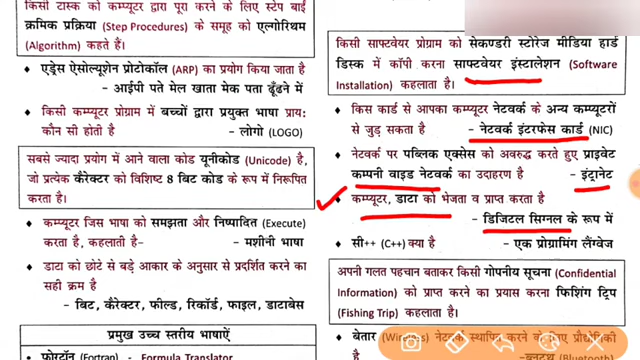 किसी टास्क को कम्प्यूटर द्वारा पूरा करने के लिए स्टेप बाई
क्रमिक प्रक्रिया (Step Procedures) के समूह को एल्गोरिथम
(Algorithm) कहते हैं।
♦ एड्रेस ऐसोल्यूशन प्रोटोकॉल (ARP) का प्रयोग किया जाता है
- आईपी पते मेल खाता मेक पता ढूँढने में
♦ किसी कम्प्यूटर प्रोग्राम में बच्चों द्वारा प्रयुक्त भाषा प्राय:
कौन सी होती है - लोगो (LOGO)
सबसे ज्यादा प्रयोग में आने वाला कोड यूनीकोड (Unicode) है,
जो प्रत्येक कैरेक्टर को विशिष्ट 8 बिट कोड के रूप में निरूपित
करता है।
♦ कम्प्यूटर जिस भाषा को समझता और निष्पादित (Execute)
करता है, कहलाती है- - मशीनी भाषा
♦ डाटा को छोटे से बड़े आकार के अनुसार से प्रदर्शित करने का
सही क्रम है
- बिट, कैरेक्टर, फील्ड, रिकॉर्ड, फाइल, डाटाबेस
प्रमुख उच्च स्तरीय भाषाऐं
♦ फोरट्रॉन (Fortran) - Formula Translator
किसी साफ्टवेयर प्रोग्राम को सेकण्डरी स्टोरेज मीडिया हार्ड
डिस्क में कॉपी करना साफ्टवेयर इंस्टालेशन (Software
Installation) कहलाता है।
♦ किस कार्ड से आपका कम्प्यूटर नेटवर्क के अन्य कम्प्यूटरों
से जुड़ सकता है - नेटवर्क इंटरफेस कार्ड (NIC)
♦ नेटवर्क पर पब्लिक एक्सेस को अवरुद्ध करते हुए प्राइवेट
कम्पनी वाइड नेटवर्क का उदाहरण है - इंट्रानेट
♦ कम्प्यूटर, डाटा को भेजता व प्राप्त करता है
- डिजिटल सिग्नल के रूप में
♦ सी++ (C++) क्या है - एक प्रोग्रामिंग लैंग्वेज
अपनी गलत पहचान बताकर किसी गोपनीय सूचना (Confidential
Information) को प्राप्त करने का प्रयास करना फिशिंग ट्रिप
(Fishing Trip) कहलाता है।
♦ बेतार (Wireless) नेटवर्क स्थापित करने के लिए प्रौद्योगिकी
है - ब्लूटूथ (Bluetooth)